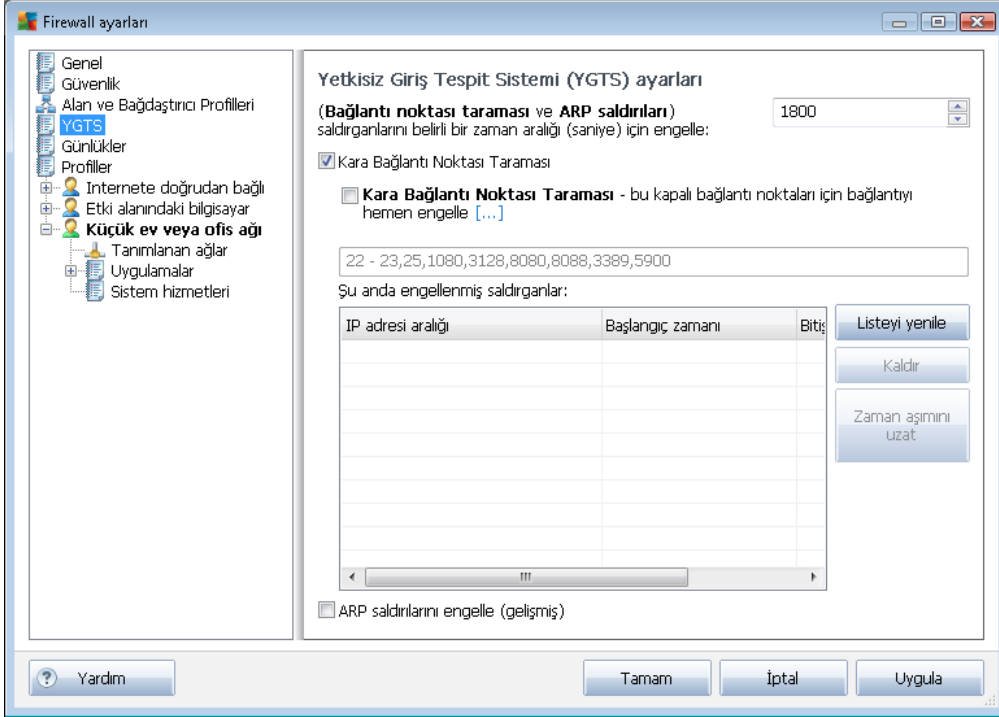 Firewall ayarları
Genel
Güvenlik
Alan ve Bağdaştırıcı Profilleri
YGTS
Günlükler
Profiller
Internete doğrudan bağlı
Etki alanındaki bilgisayar
Küçük ev veya ofis ağı
Tanımlanan ağlar
Uygulamalar
Sistem hizmetleri
Yetkisiz Giriş Tespit Sistemi (YGTS) ayarları
(Bağlantı noktası taraması ve ARP saldırıları)
saldırganlarını belirli bir zaman aralığı (saniye) için engelle:
1800
Kara Bağlantı Noktası Taraması
Kara Bağlantı Noktası Taraması - bu kapalı bağlantı noktaları için bağlantıyı
hemen engelle [...]
22 - 23,25,1080,3128,8080,8088,3389,5900
Şu anda engellenmiş saldırganlar:
IP adresi aralığı Başlangıç zamanı Bitiş
Listeyi yenile
Kaldır
Zaman aşımını
uzat
ARP saldırılarını engelle (gelişmiş)
? Yardım
Tamam
İptal
Uygula